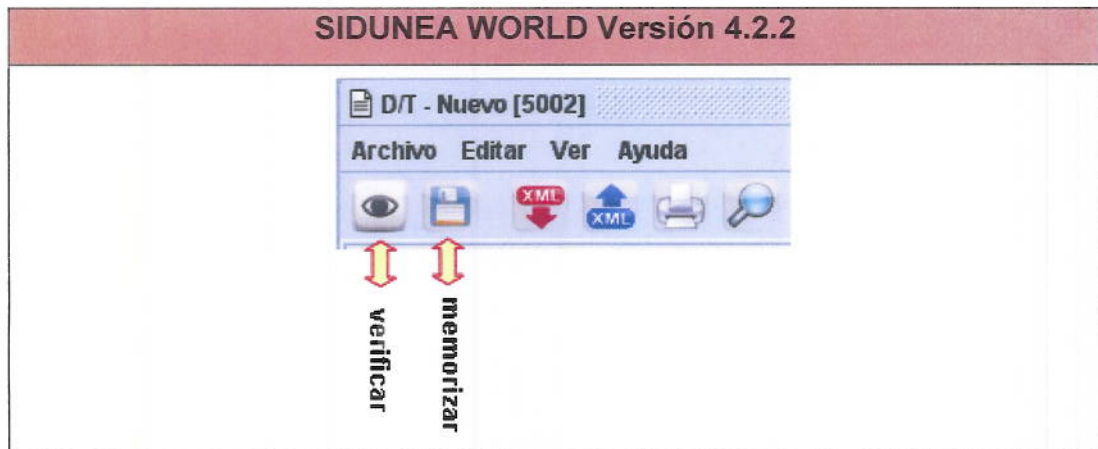 SIDUNEA WORLD Versión 4.2.2
D/T - Nuevo [5002]
Archivo Editar Ver Ayuda
XML
XML
verificar
memorizar